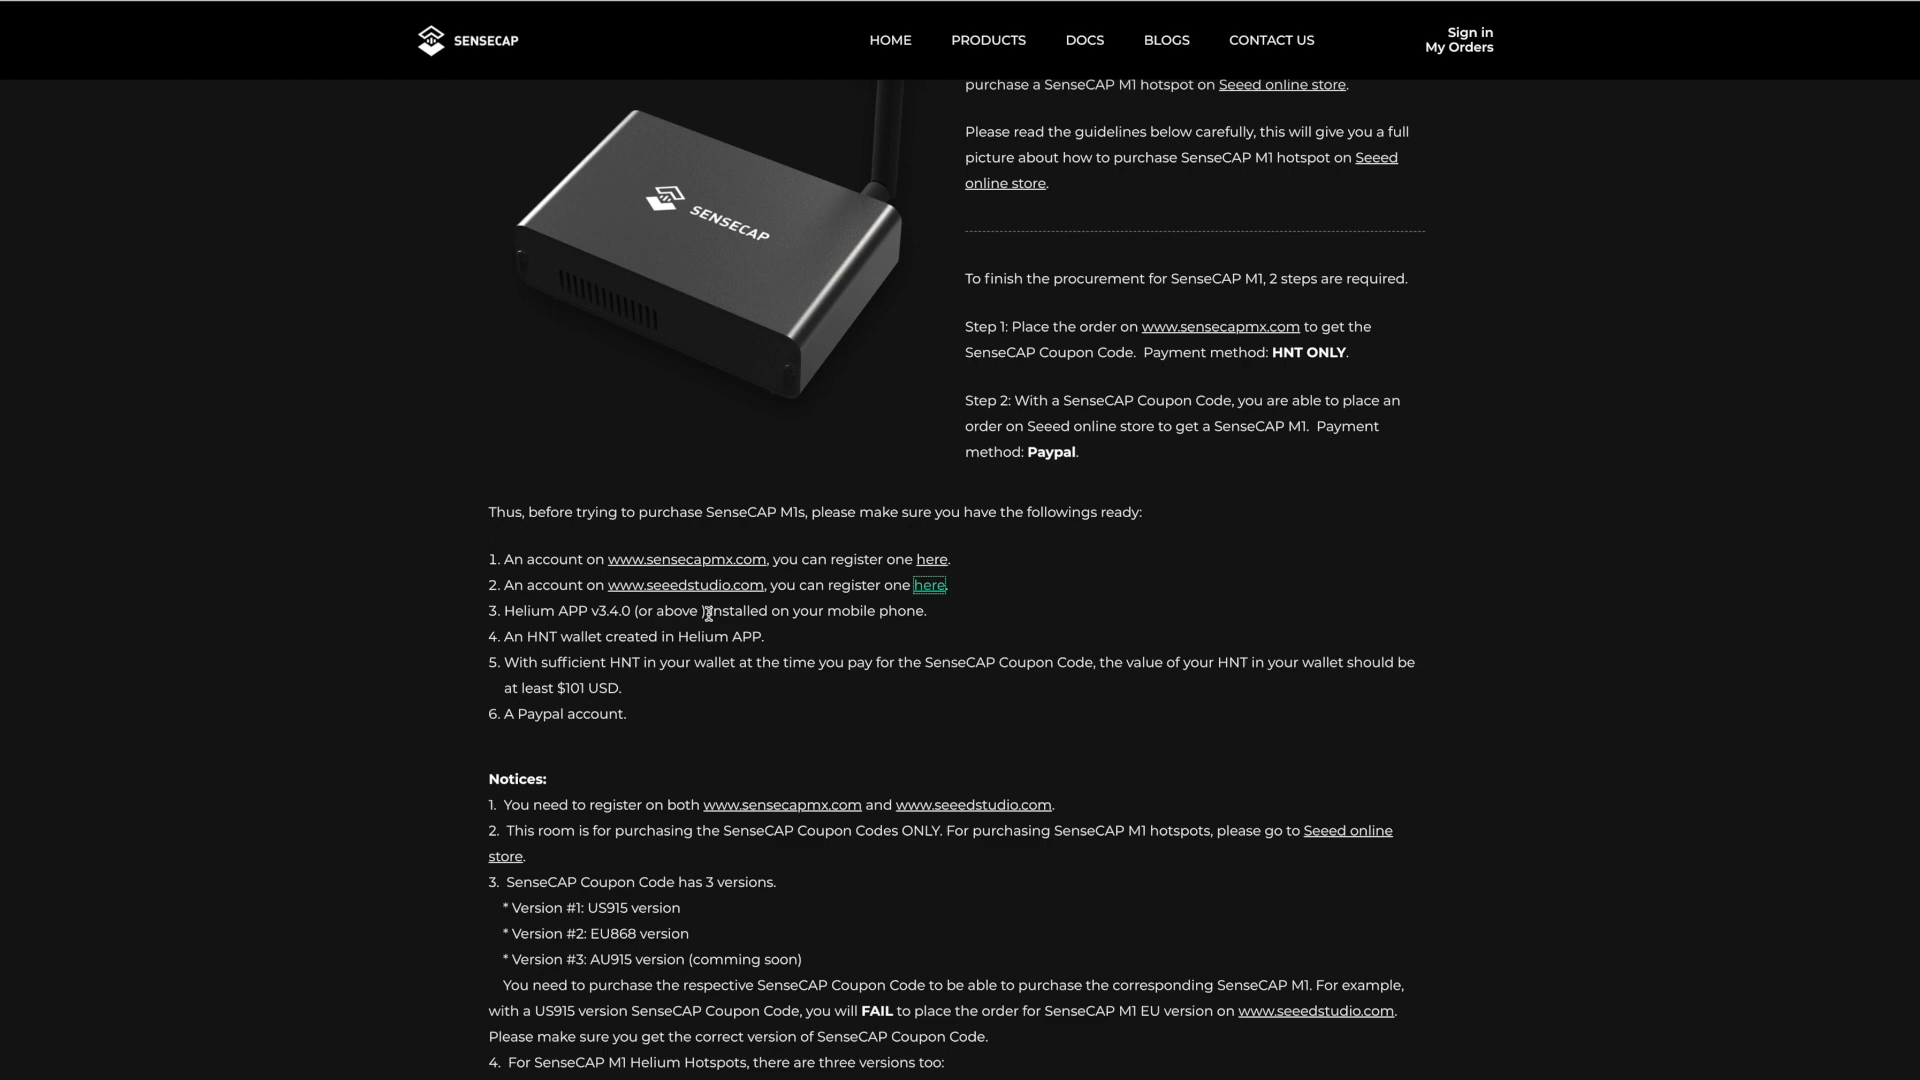 SENSECAP
HOME
PRODUCTS
DOCS
BLOGS
CONTACT US
Sign in
My Orders
purchase a SenseCAP M1 hotspot on Seeed online store.
Please read the guidelines below carefully, this will give you a full
picture about how to purchase SenseCAP M1 hotspot on Seeed
online store.
SENSECAP
To finish the procurement for SenseCAP M1, 2 steps are required.
Step 1: Place the order on www.sensecapmx.com to get the
SenseCAP Coupon Code.  Payment method: HNT ONLY.
Step 2: With a SenseCAP Coupon Code, you are able to place an
order on Seeed online store to get a SenseCAP M1.  Payment
method: Paypal.
Thus, before trying to purchase SenseCAP M1s, please make sure you have the followings ready:
1. An account on www.sensecapmx.com, you can register one here.
2. An account on www.seeedstudio.com, you can register one here.
3. Helium APP v3.4.0 (or above )installed on your mobile phone.
4. An HNT wallet created in Helium APP.
5. With sufficient HNT in your wallet at the time you pay for the SenseCAP Coupon Code, the value of your HNT in your wallet should be
at least $101 USD.
6. A Paypal account.
Notices:
1.  You need to register on both www.sensecapmx.com and www.seeedstudio.com.
2.  This room is for purchasing the SenseCAP Coupon Codes ONLY. For purchasing SenseCAP M1 hotspots, please go to Seeed online
store.
3.  SenseCAP Coupon Code has 3 versions.
* Version #1: US915 version
* Version #2: EU868 version
* Version #3: AU915 version (comming soon)
You need to purchase the respective SenseCAP Coupon Code to be able to purchase the corresponding SenseCAP M1. For example,
with a US915 version SenseCAP Coupon Code, you will FAIL to place the order for SenseCAP M1 EU version on www.seeedstudio.com.
Please make sure you get the correct version of SenseCAP Coupon Code.
4.  For SenseCAP M1 Helium Hotspots, there are three versions too: